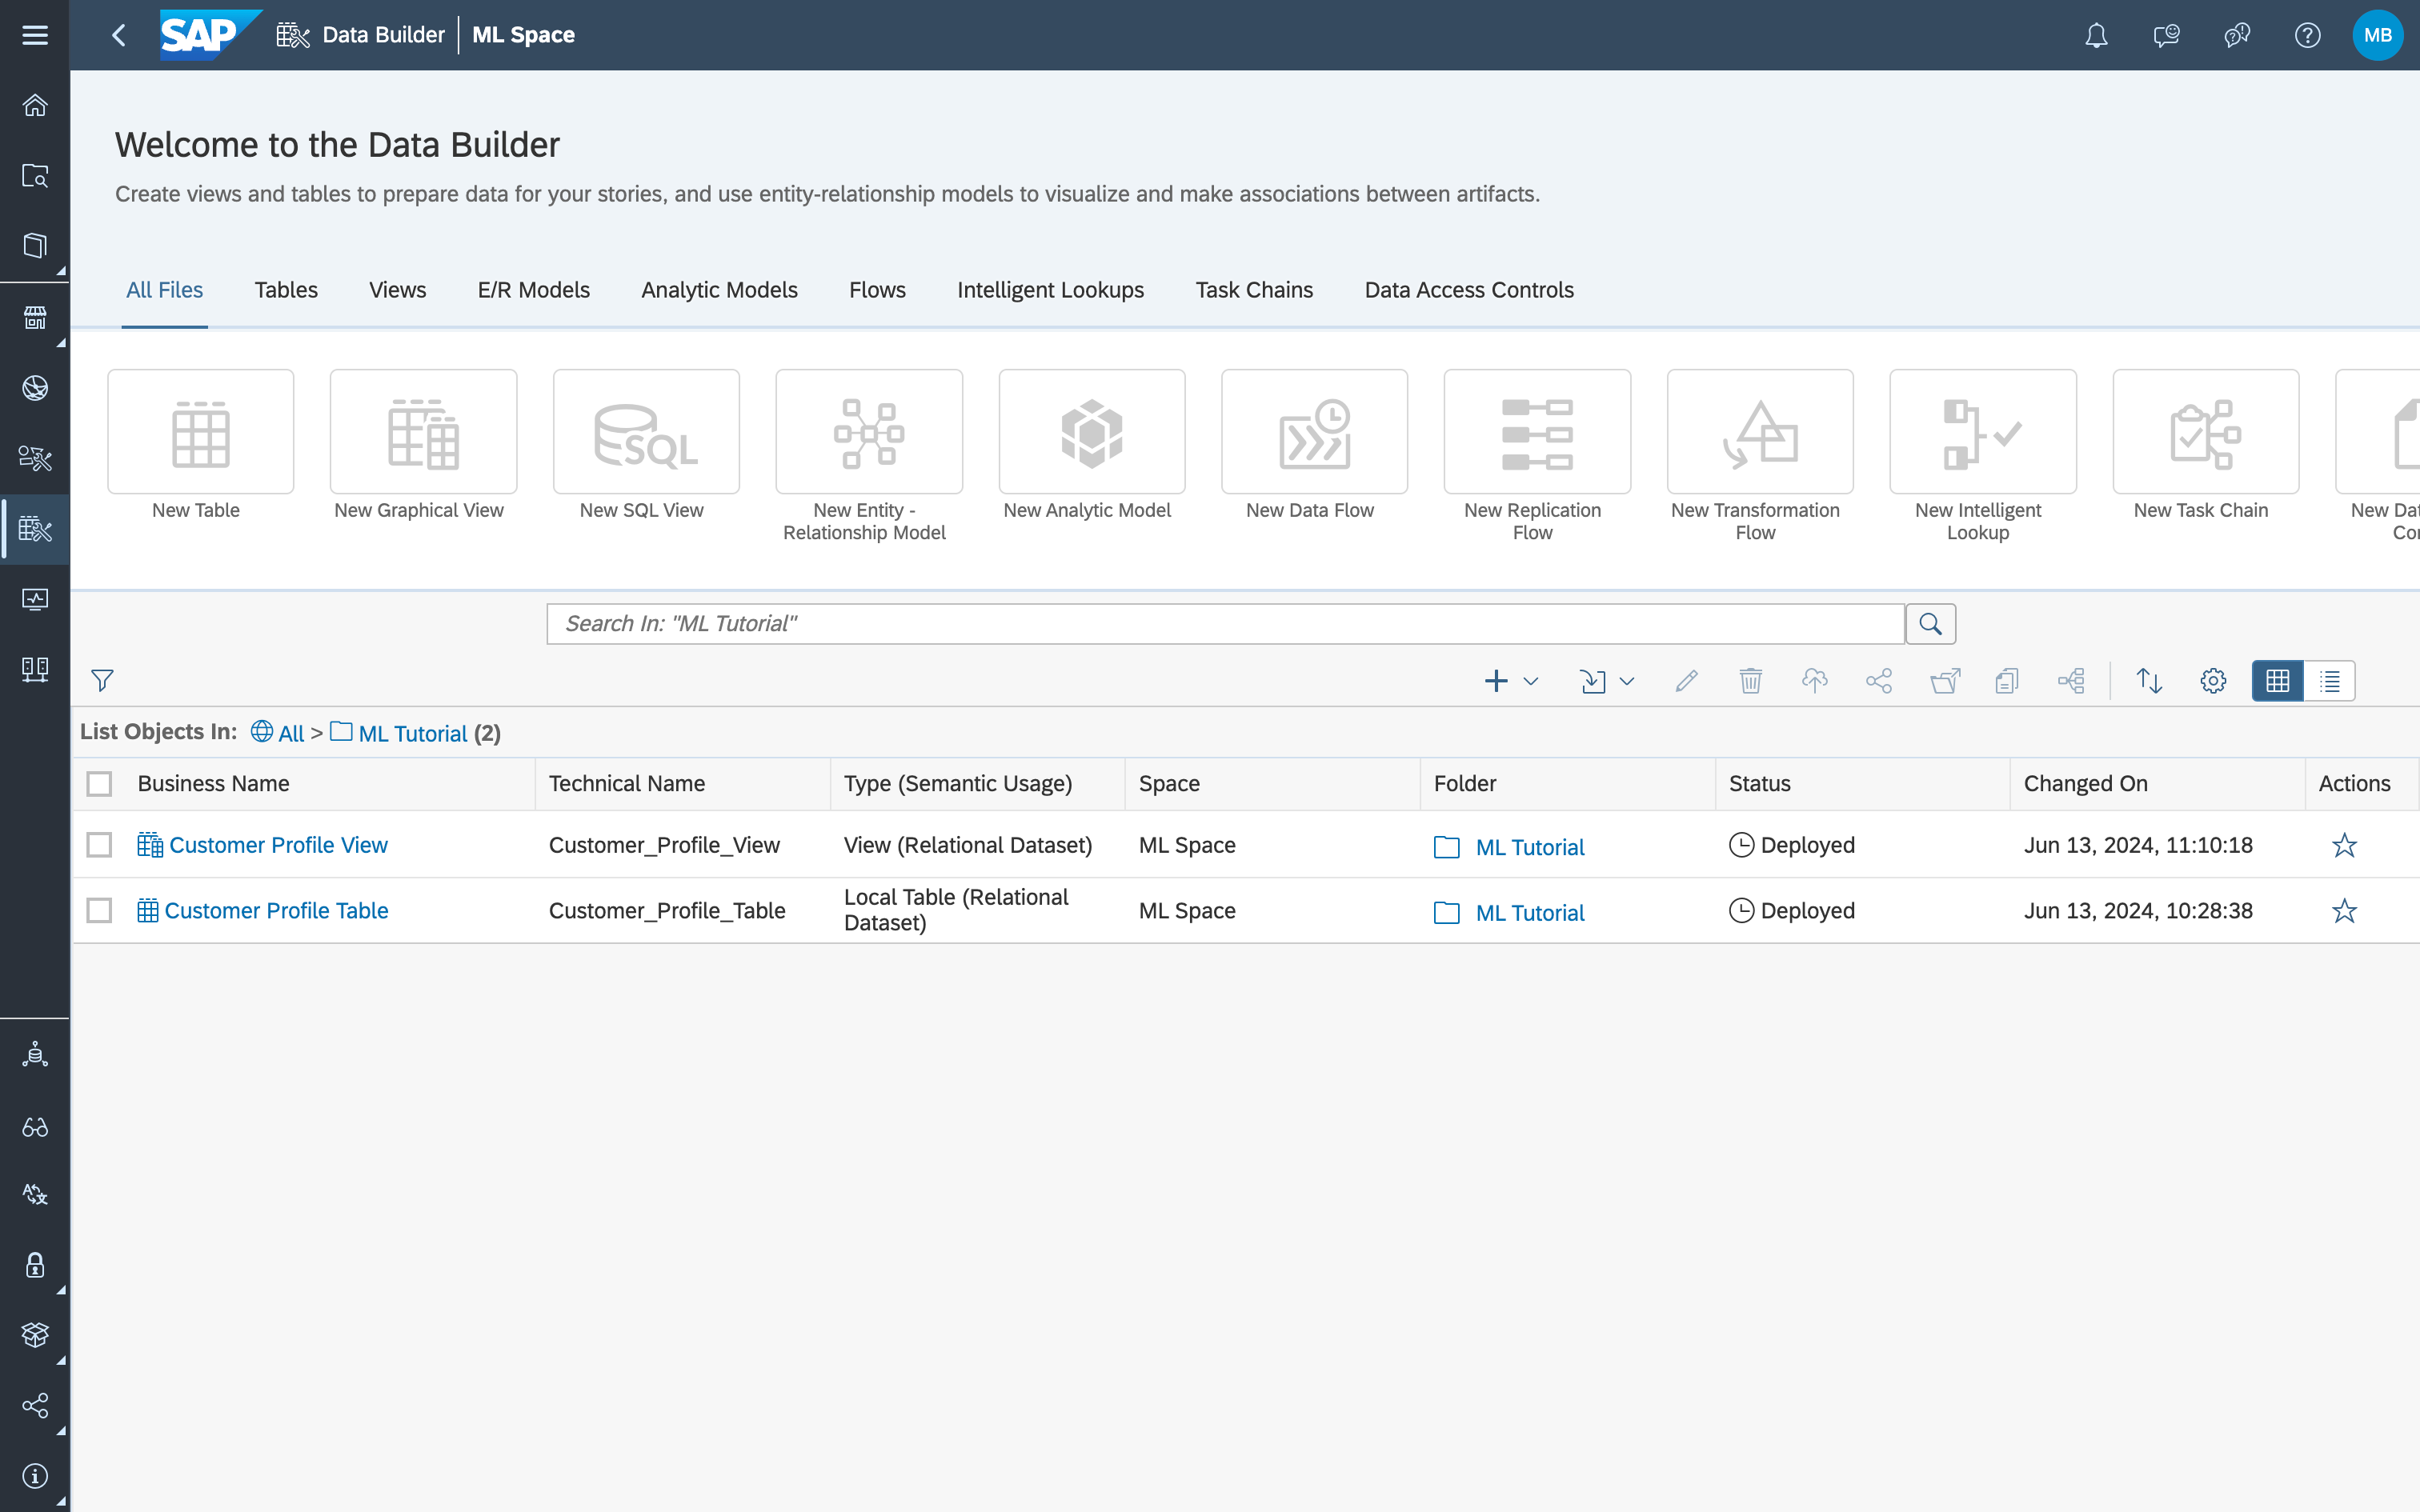 SAP Data Builder ML Space MB
Welcome to the Data Builder
Create views and tables to prepare data for your stories, and use entity-relationship models to visualize and make associations between artifacts.
All Files Tables Views E/R Models Analytic Models Flows Intelligent Lookups Task Chains Data Access Controls
SQL
New Table New Graphical View New SQL View New Entity - New Analytic Model New Data Flow New Replication New Transformation New Intelligent New Task Chain New Dat
Relationship Model Flow Flow Lookup Co
Search In: "ML Tutorial"
List Objects In: All > ML Tutorial (2)
Business Name Technical Name Type (Semantic Usage) Space Folder Status Changed On Actions
Customer Profile View Customer_Profile_View View (Relational Dataset) ML Space ML Tutorial Deployed Jun 13, 2024, 11:10:18
Customer Profile Table Customer_Profile_Table Local Table (Relational Dataset) ML Space ML Tutorial Deployed Jun 13, 2024, 10:28:38